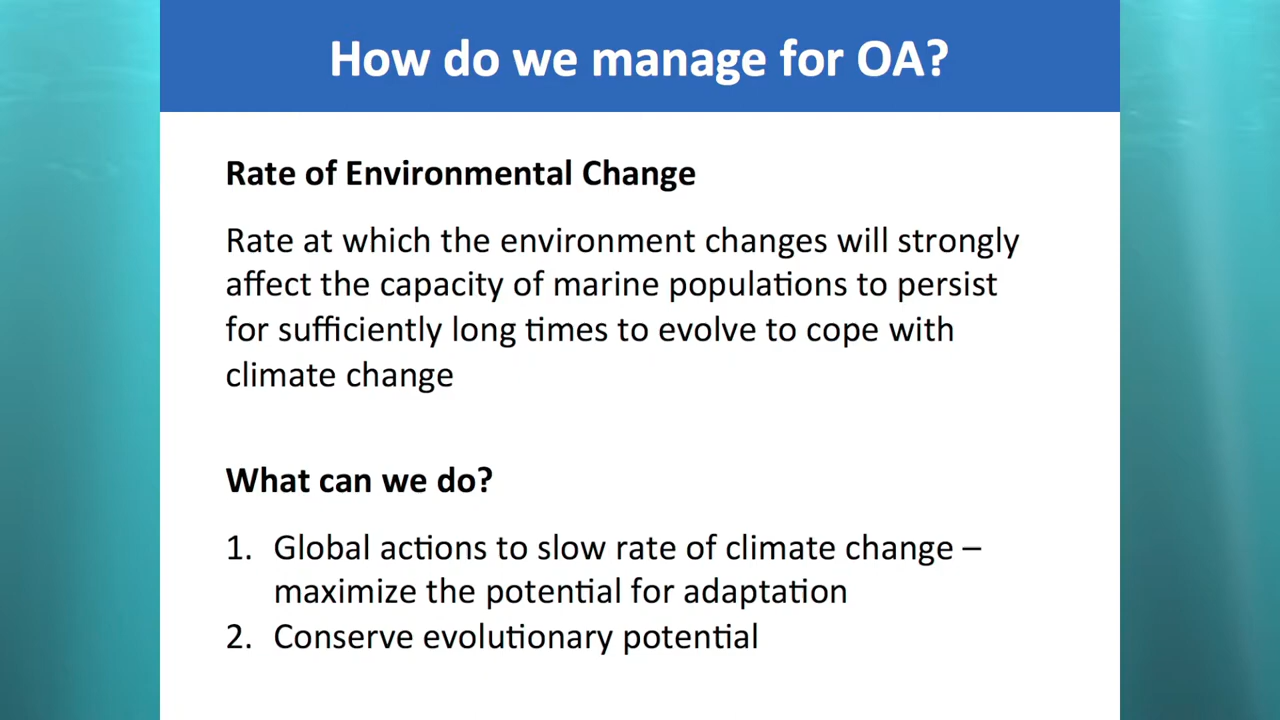 How do we manage for OA?
Rate of Environmental Change
Rate at which the environment changes will strongly
affect the capacity of marine populations to persist
for sufficiently long times to evolve to cope with
climate change
What can we do?
1. Global actions to slow rate of climate change –
maximize the potential for adaptation
2. Conserve evolutionary potential